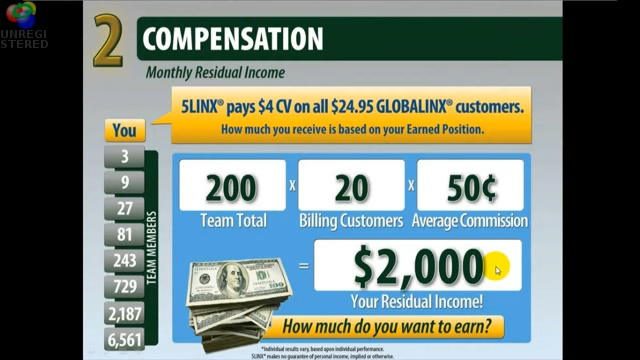 UNREGI
STERED
2 COMPENSATION
Monthly Residual Income
5LINX® pays $4 CV on all $24.95 GLOBALINX® customers.
How much you receive is based on your Earned Position.
You
3
9
27
81
243
729
2,187
6,561
TEAM MEMBERS
200 x 20 x 50¢
Team Total Billing Customers Average Commission
= $2,000
Your Residual Income!
How much do you want to earn?
*Individual results vary, based upon individual performance.
5LINX® makes no guarantee of personal income, implied or otherwise.